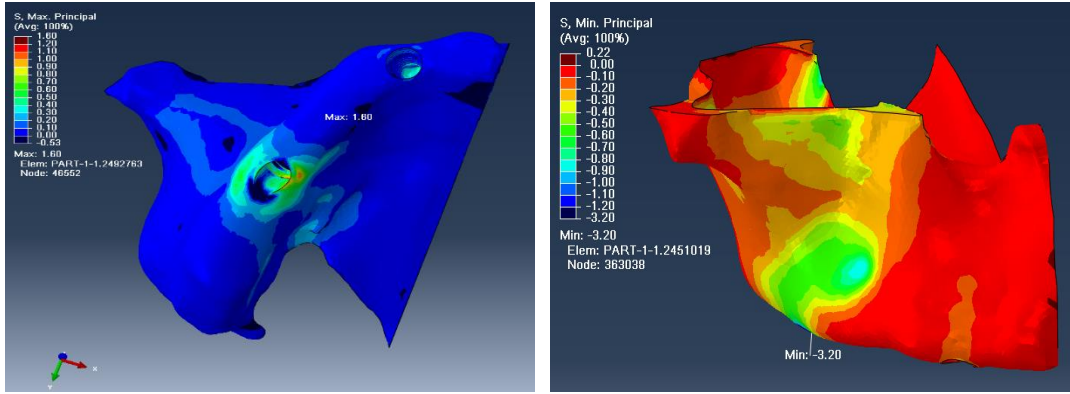 S, Max. Principal
(Avg: 100%)
1.60
1.20
1.10
1.00
0.90
0.80
0.70
0.60
0.50
0.40
0.30
0.20
0.10
0.00
-0.53
Max: 1.60
Elem: PART-1-1.2492763
Node: 46552
Max: 1.60
X
Y
S, Min. Principal
(Avg: 100%)
0.22
0.00
-0.10
-0.20
-0.30
-0.40
-0.50
-0.60
-0.70
-0.80
-0.90
-1.00
-1.10
-1.20
-3.20
Min: -3.20
Elem: PART-1-1.2451019
Node: 363038
Min: -3.20